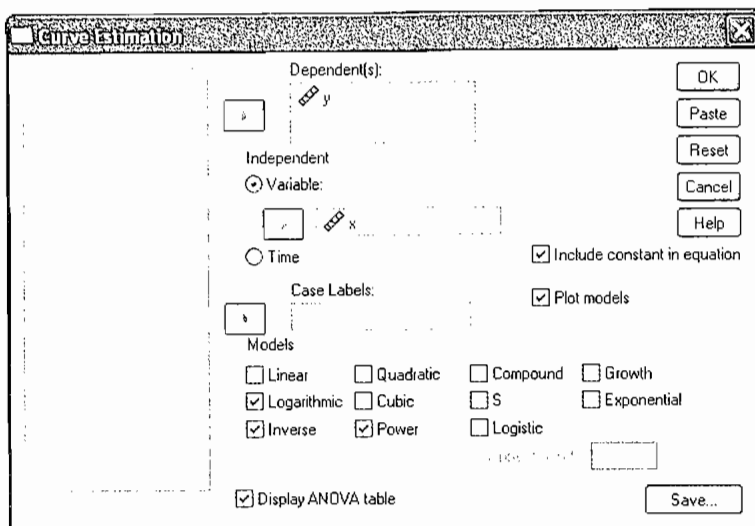 Curve Estimation
Dependent(s):
y
OK
Paste
Reset
Cancel
Help
Independent
Variable:
x
Time
Include constant in equation
Case Labels:
Plot models
Models
Linear Quadratic Compound Growth
Logarithmic Cubic S Exponential
Inverse Power Logistic
Display ANOVA table
Save...